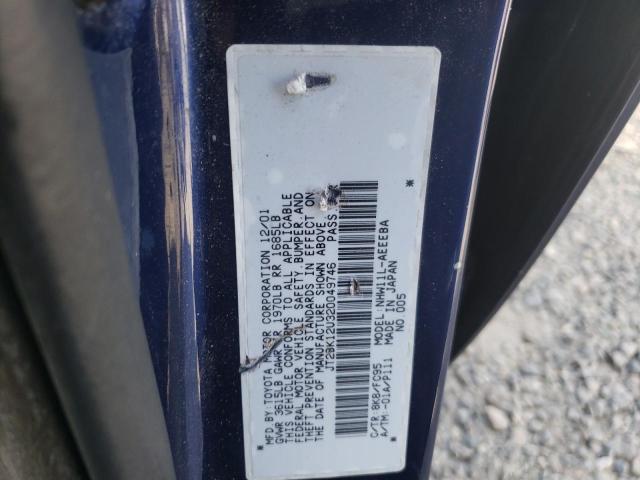 MFD. BY: TOYOTA MOTOR CORPORATION 12/01
GVWR 3615LB GAWR FR 1970LB RR 1685LB
THIS VEHICLE CONFORMS TO ALL APPLICABLE
FEDERAL MOTOR VEHICLE SAFETY, BUMPER, AND
THEFT PREVENTION STANDARDS IN EFFECT ON
THE DATE OF MANUFACTURE SHOWN ABOVE.
JT2BK12U320049746 PASS.
C/TR: 8K8/FC95 MODEL: NHW11L-AEEEBA
A/TM: -01A/P111 MADE IN JAPAN
NO 005